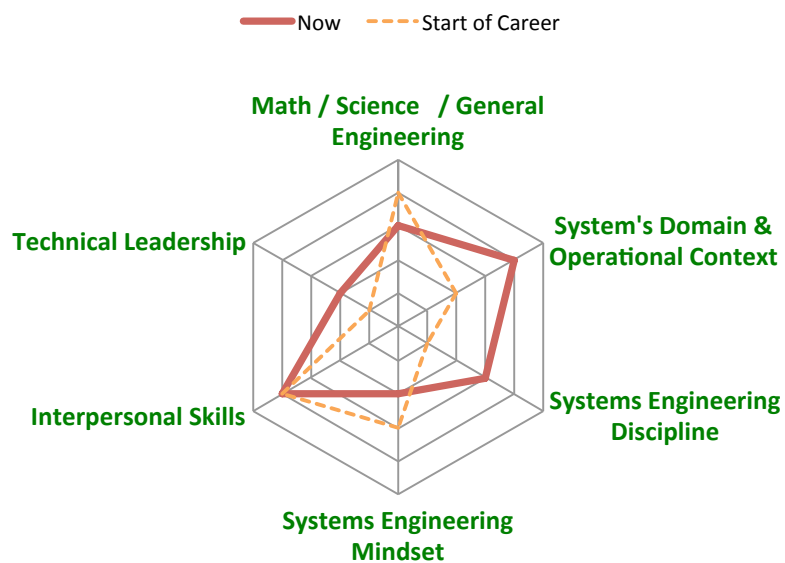 Now Start of Career
Math / Science / General
Engineering
System's Domain &
Operational Context
Technical Leadership
Systems Engineering
Discipline
Interpersonal Skills
Systems Engineering
Mindset